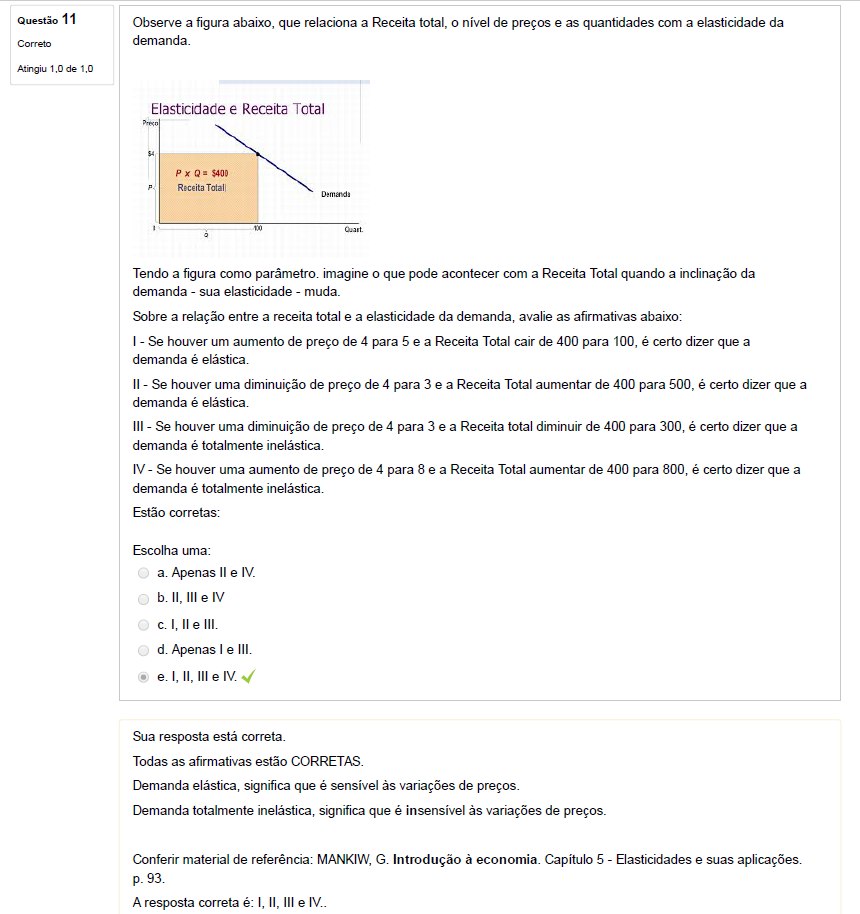 Questão 11
Correto
Atingiu 1,0 de 1,0
Observe a figura abaixo, que relaciona a Receita total, o nível de preços e as quantidades com a elasticidade da
demanda.
Elasticidade e Receita Total
Preço
$4
P x Q = $400
P
Receita Total
Demanda
0
100
Quant.
Q
Tendo a figura como parâmetro. imagine o que pode acontecer com a Receita Total quando a inclinação da
demanda - sua elasticidade - muda.
Sobre a relação entre a receita total e a elasticidade da demanda, avalie as afirmativas abaixo:
I - Se houver um aumento de preço de 4 para 5 e a Receita Total cair de 400 para 100, é certo dizer que a
demanda é elástica.
II - Se houver uma diminuição de preço de 4 para 3 e a Receita Total aumentar de 400 para 500, é certo dizer que a
demanda é elástica.
III - Se houver uma diminuição de preço de 4 para 3 e a Receita total diminuir de 400 para 300, é certo dizer que a
demanda é totalmente inelástica.
IV - Se houver uma aumento de preço de 4 para 8 e a Receita Total aumentar de 400 para 800, é certo dizer que a
demanda é totalmente inelástica.
Estão corretas:
Escolha uma:
a. Apenas II e IV.
b. II, III e IV
c. I, II e III.
d. Apenas I e III.
e. I, II, III e IV.
Sua resposta está correta.
Todas as afirmativas estão CORRETAS.
Demanda elástica, significa que é sensível às variações de preços.
Demanda totalmente inelástica, significa que é insensível às variações de preços.
Conferir material de referência: MANKIW, G. Introdução à economia. Capítulo 5 - Elasticidades e suas aplicações.
p. 93.
A resposta correta é: I, II, III e IV..